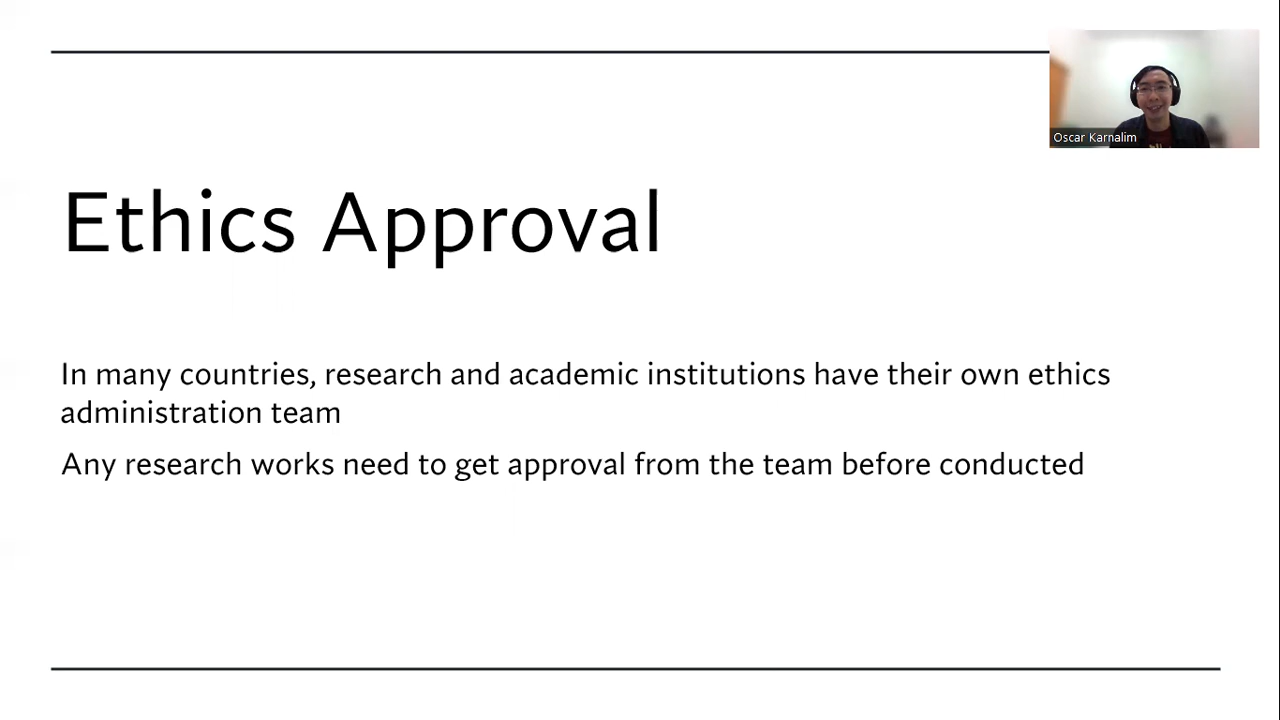 Oscar Karnalim
Ethics Approval
In many countries, research and academic institutions have their own ethics
administration team
Any research works need to get approval from the team before conducted